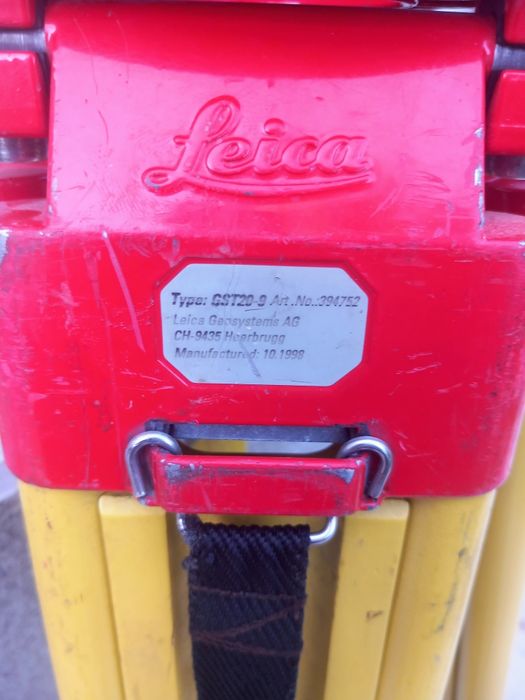 Leica
Type: GST20-9 Art.No.:394752
Leica Geosystems AG
CH-9435 Heerbrugg
Manufactured: 10.1998